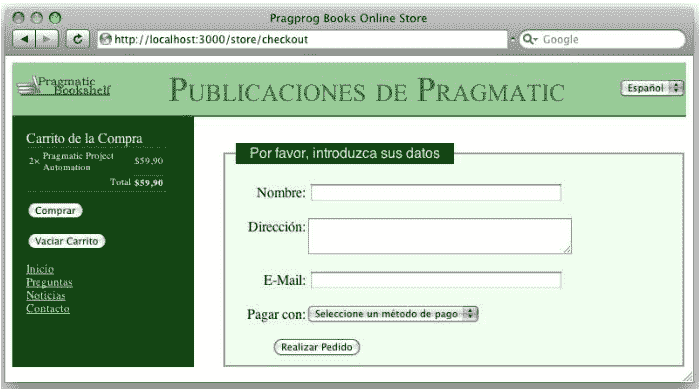 Pragprog Books Online Store
http://localhost:3000/store/checkout
Google
Pragmatic
Bookshelf
PUBLICACIONES DE PRAGMATIC
Español
Carrito de la Compra
2× Pragmatic Project $59,90
Automation
Total $59,90
Comprar
Vaciar Carrito
Inicio
Preguntas
Noticias
Contacto
Por favor, introduzca sus datos
Nombre:
Dirección:
E-Mail:
Pagar con: Seleccione un método de pago
Realizar Pedido